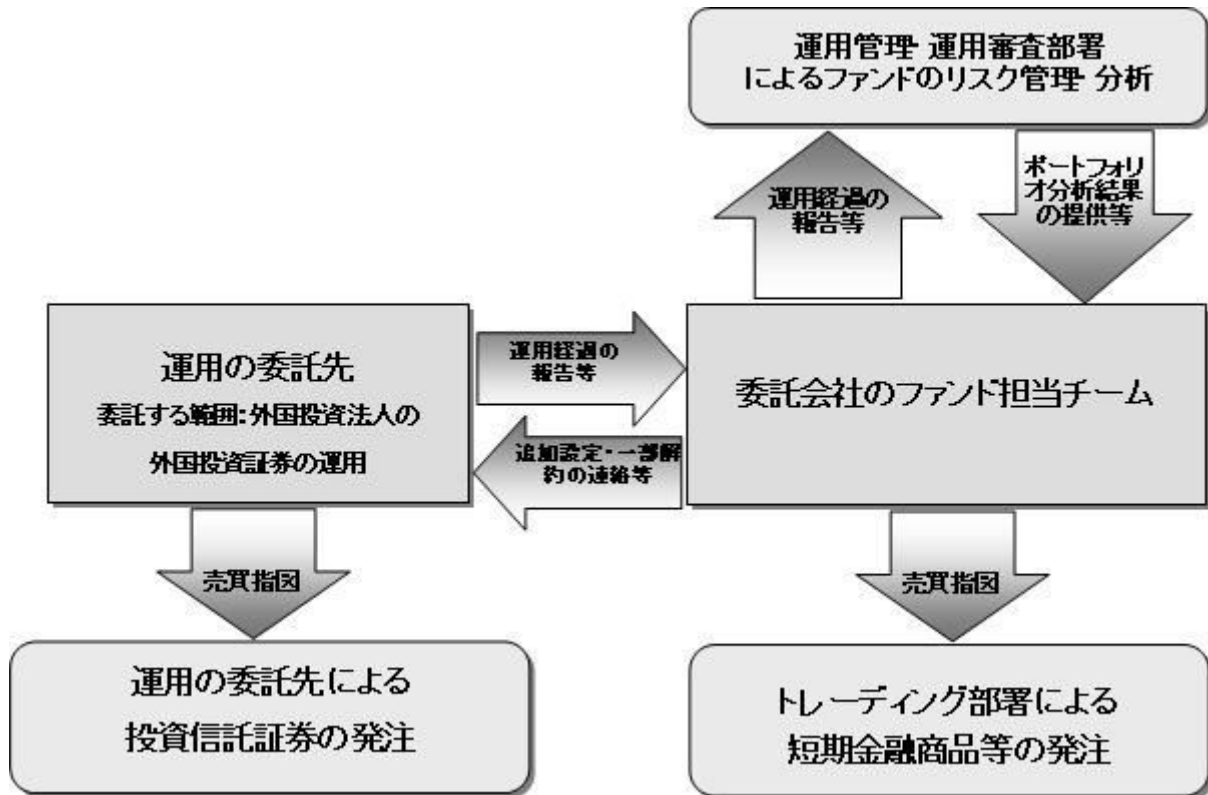 運用管理・運用審査部署
によるファンドのリスク管理・分析
運用経過の
報告等
ポートフォリ
オ分析結果
の提供等
運用の委託先
委託する範囲：外国投資法人の
外国投資証券の運用
運用経過の
報告等
追加設定・一部解
約の連絡等
委託会社のファンド担当チーム
売買指図
売買指図
運用の委託先による
投資信託証券の発注
トレーディング部署による
短期金融商品等の発注